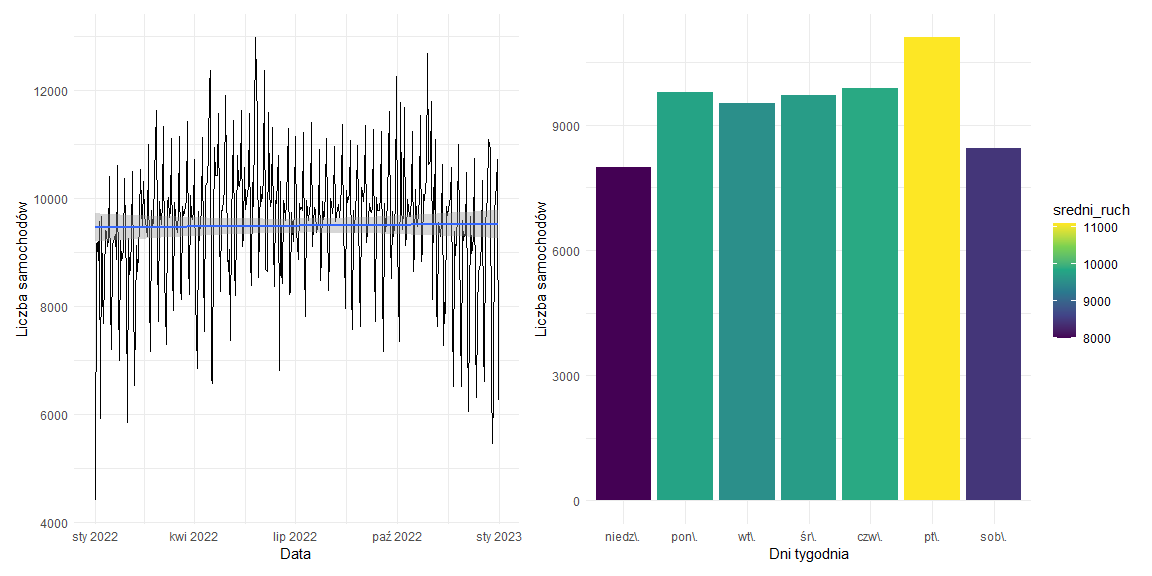 12000
10000
8000
6000
4000
Liczba samochodów
sty 2022
kwi 2022
lip 2022
paź 2022
sty 2023
Data
9000
6000
3000
0
Liczba samochodów
niedz\.
pon\.
wt\.
śr\.
czw\.
pt\.
sob\.
Dni tygodnia
sredni_ruch
11000
10000
9000
8000